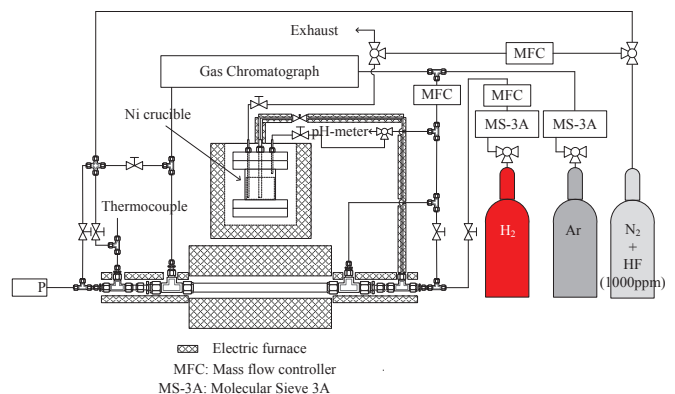 Exhaust
MFC
Gas Chromatograph
MFC
MFC
Ni crucible
pH-meter
MS-3A
MS-3A
Thermocouple
H2
Ar
N2
+
HF
(1000ppm)
P
Electric furnace
MFC: Mass flow controller
MS-3A: Molecular Sieve 3A